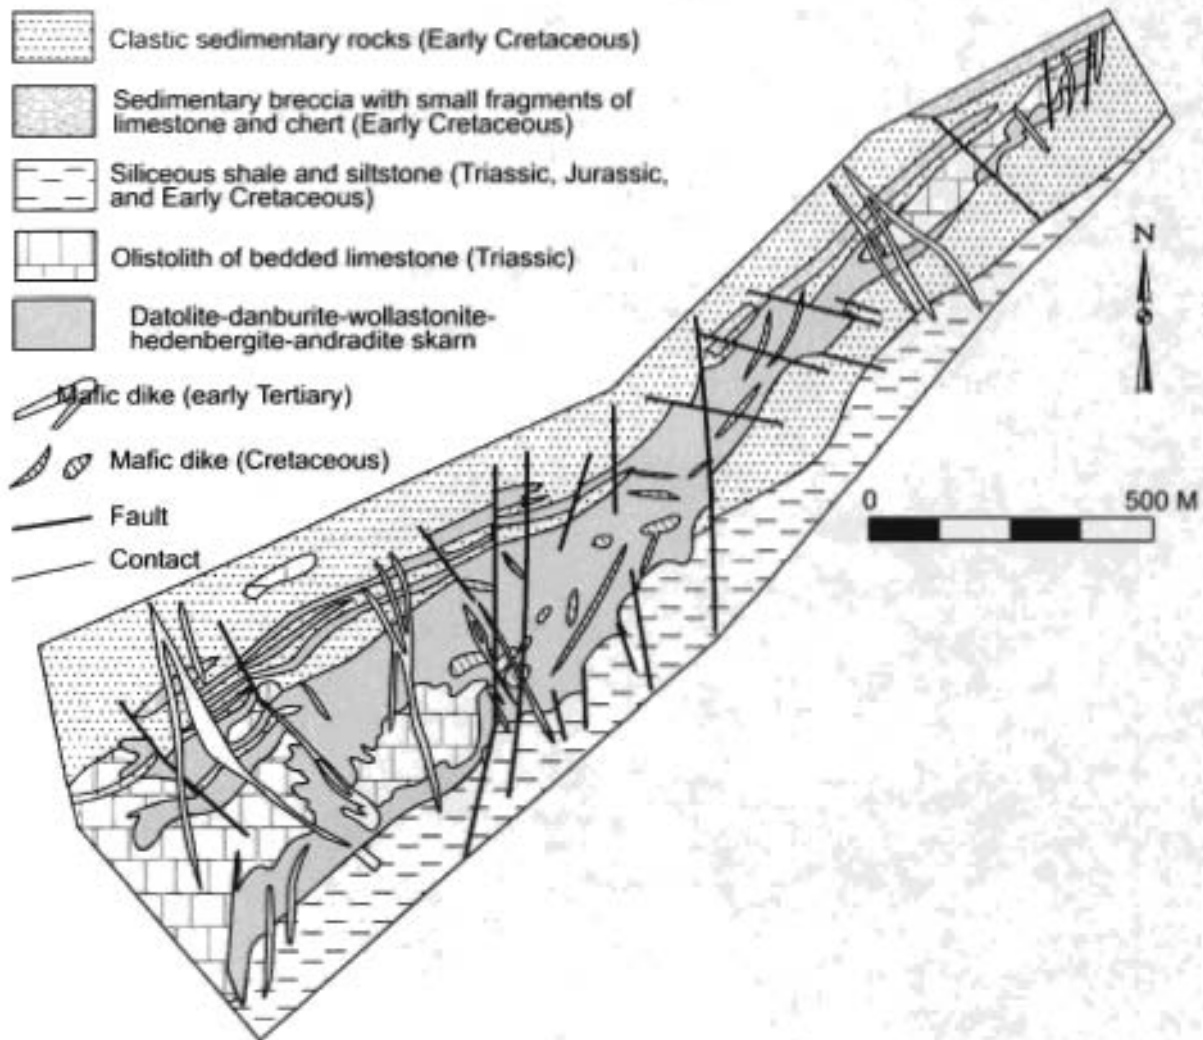 Clastic sedimentary rocks (Early Cretaceous)
Sedimentary breccia with small fragments of
limestone and chert (Early Cretaceous)
Siliceous shale and siltstone (Triassic, Jurassic,
and Early Cretaceous)
Olistolith of bedded limestone (Triassic)
Datolite-danburite-wollastonite-
hedenbergite-andradite skarn
Mafic dike (early Tertiary)
Mafic dike (Cretaceous)
Fault
Contact
N
0 500 M